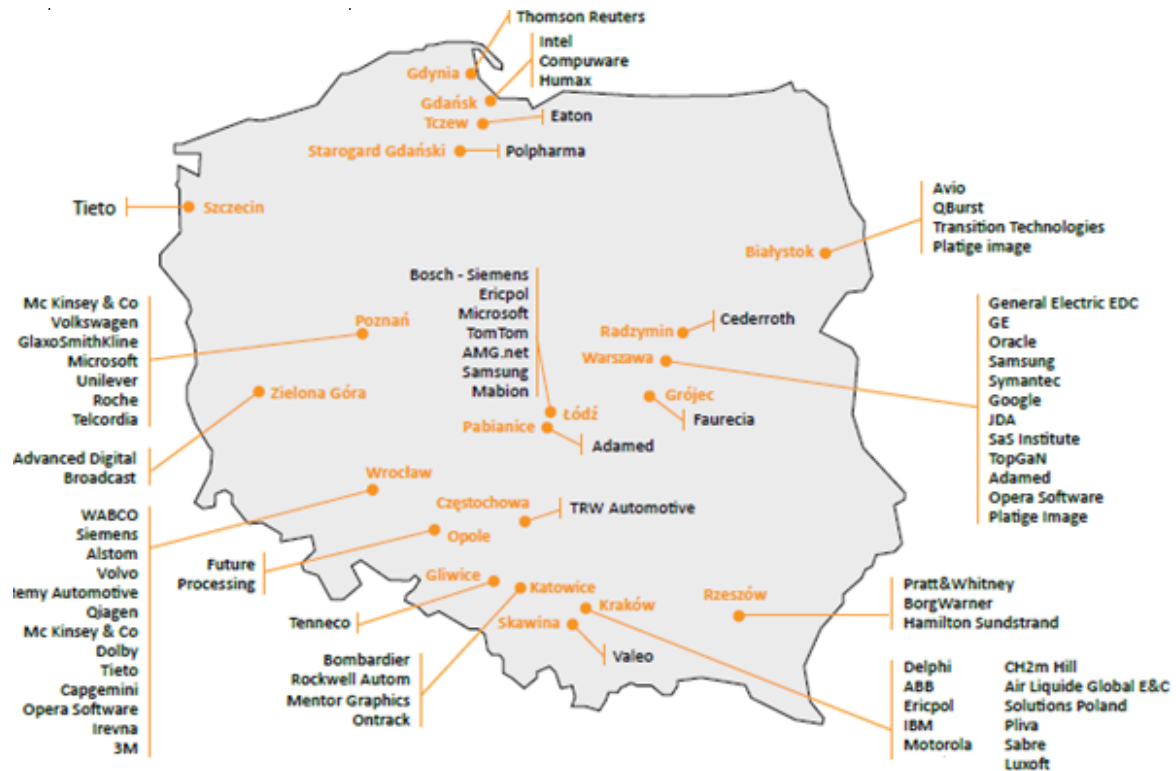 Thomson Reuters
Intel
Compuware
Humax
Gdynia
Gdańsk
Tczew
Eaton
Starogard Gdański
Polpharma
Tieto
Szczecin
Avio
QBurst
Transition Technologies
Platige image
Białystok
Bosch - Siemens
Ericpol
Microsoft
TomTom
AMG.net
Samsung
Mabion
Mc Kinsey & Co
Volkswagen
GlaxoSmithKline
Microsoft
Unilever
Roche
Telcordia
Poznań
Radzymin
Cederroth
Warszawa
General Electric EDC
GE
Oracle
Samsung
Symantec
Google
JDA
SaS Institute
TopGaN
Adamed
Opera Software
Platige Image
Zielona Góra
Grójec
Faurecia
Łódź
Pabianice
Adamed
Advanced Digital
Broadcast
Wrocław
Częstochowa
TRW Automotive
WABCO
Siemens
Alstom
Volvo
emy Automotive
Qiagen
Mc Kinsey & Co
Dolby
Tieto
Capgemini
Opera Software
Irevna
3M
Opole
Future
Processing
Gliwice
Katowice
Kraków
Rzeszów
Skawina
Tenneco
Valeo
Pratt&Whitney
BorgWarner
Hamilton Sundstrand
Bombardier
Rockwell Autom
Mentor Graphics
Ontrack
Delphi
ABB
Ericpol
IBM
Motorola
CH2m Hill
Air Liquide Global E&C
Solutions Poland
Pliva
Sabre
Luxoft